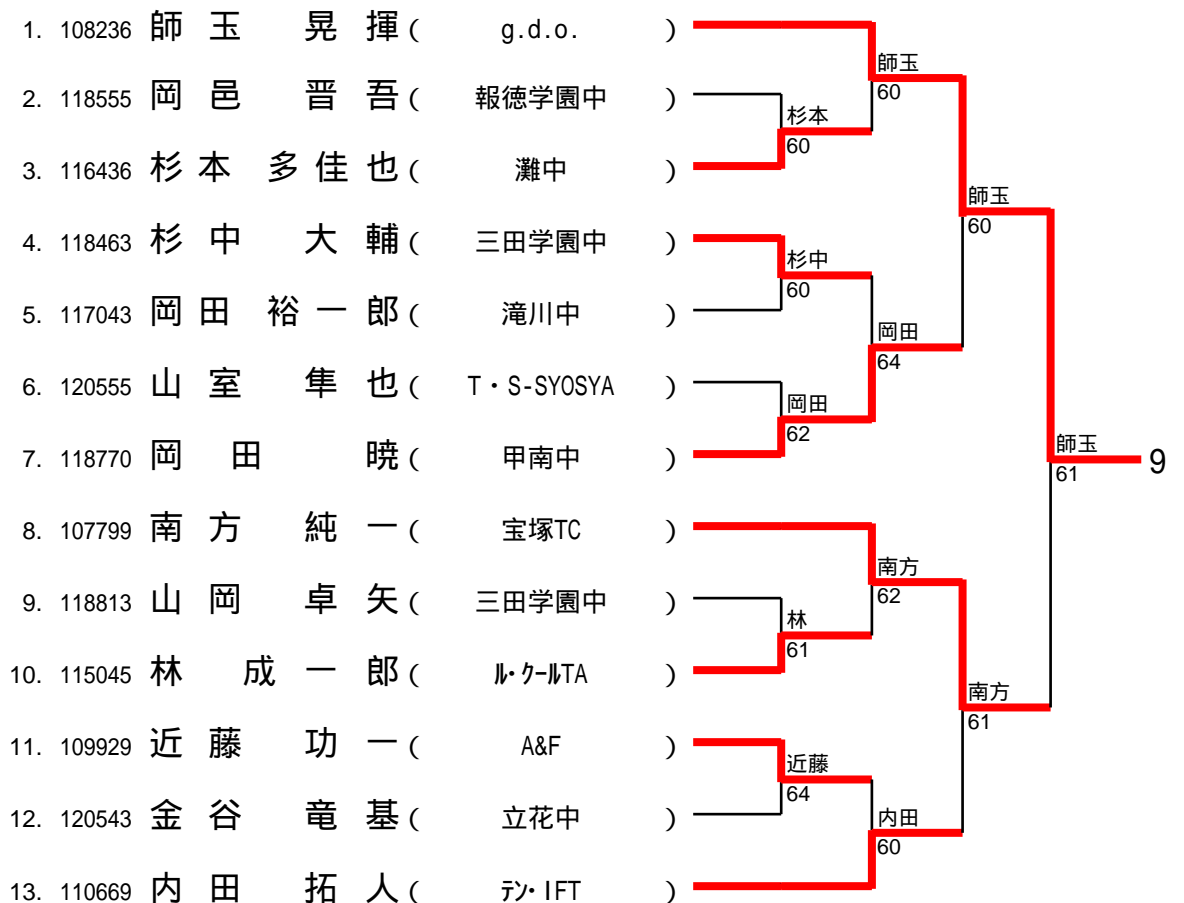 1. 108236 師玉 晃揮( g.d.o. )
師玉
60
2. 118555 岡邑 晋吾( 報徳学園中 )
杉本
60
3. 116436 杉本 多佳也( 灘中 )
師玉
60
4. 118463 杉中 大輔( 三田学園中 )
杉中
60
5. 117043 岡田 裕一郎( 滝川中 )
岡田
64
6. 120555 山室 隼也( T・S-SYOSYA )
岡田
62
7. 118770 岡田 暁( 甲南中 )
師玉
61
9
8. 107799 南方 純一( 宝塚TC )
南方
62
9. 118813 山岡 卓矢( 三田学園中 )
林
61
10. 115045 林 成一郎( ル・クールTA )
南方
61
11. 109929 近藤 功一( A&F )
近藤
64
12. 120543 金谷 竜基( 立花中 )
内田
60
13. 110669 内田 拓人( テン・IFT )